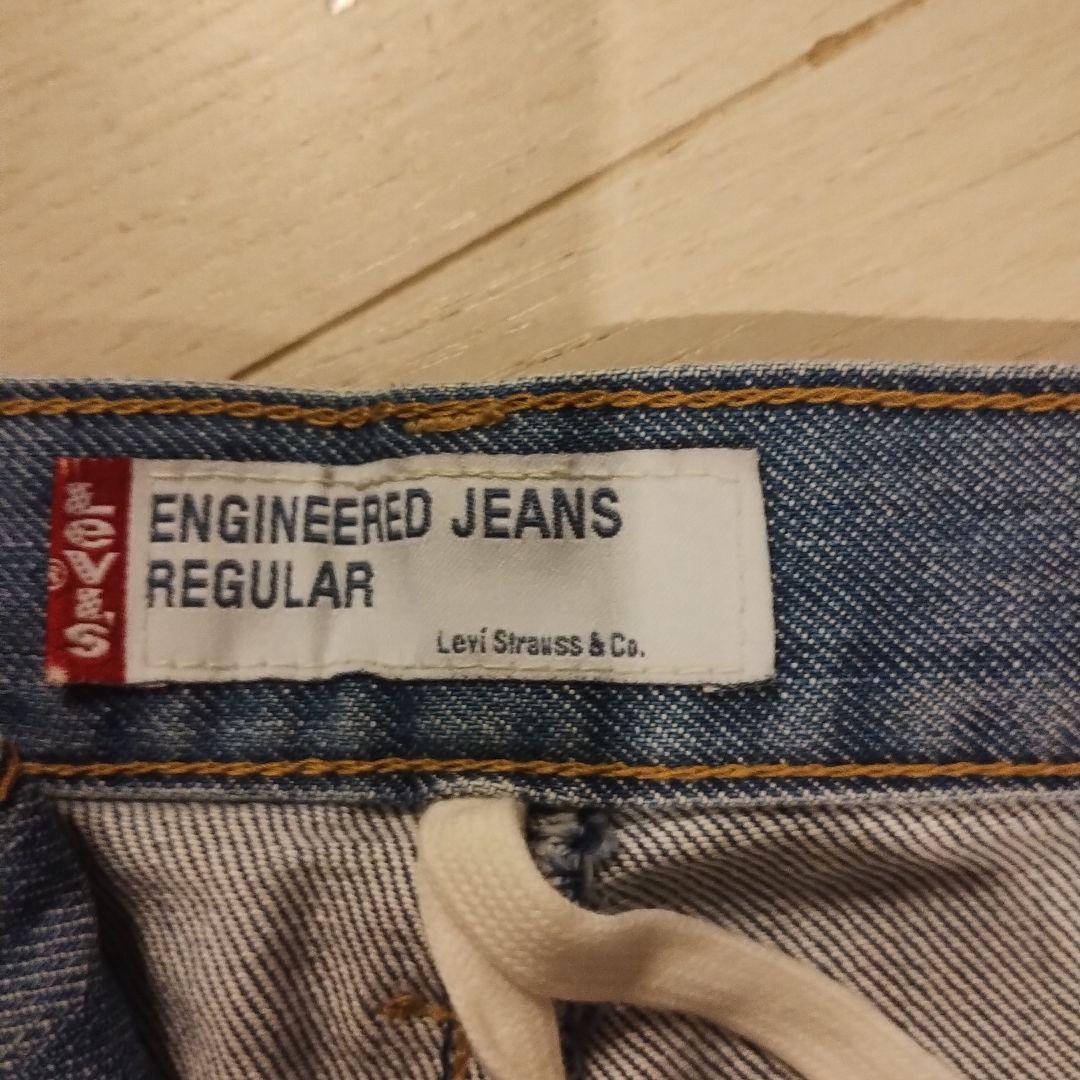 LEVI'S®
ENGINEERED JEANS
REGULAR
Levi Strauss & Co.